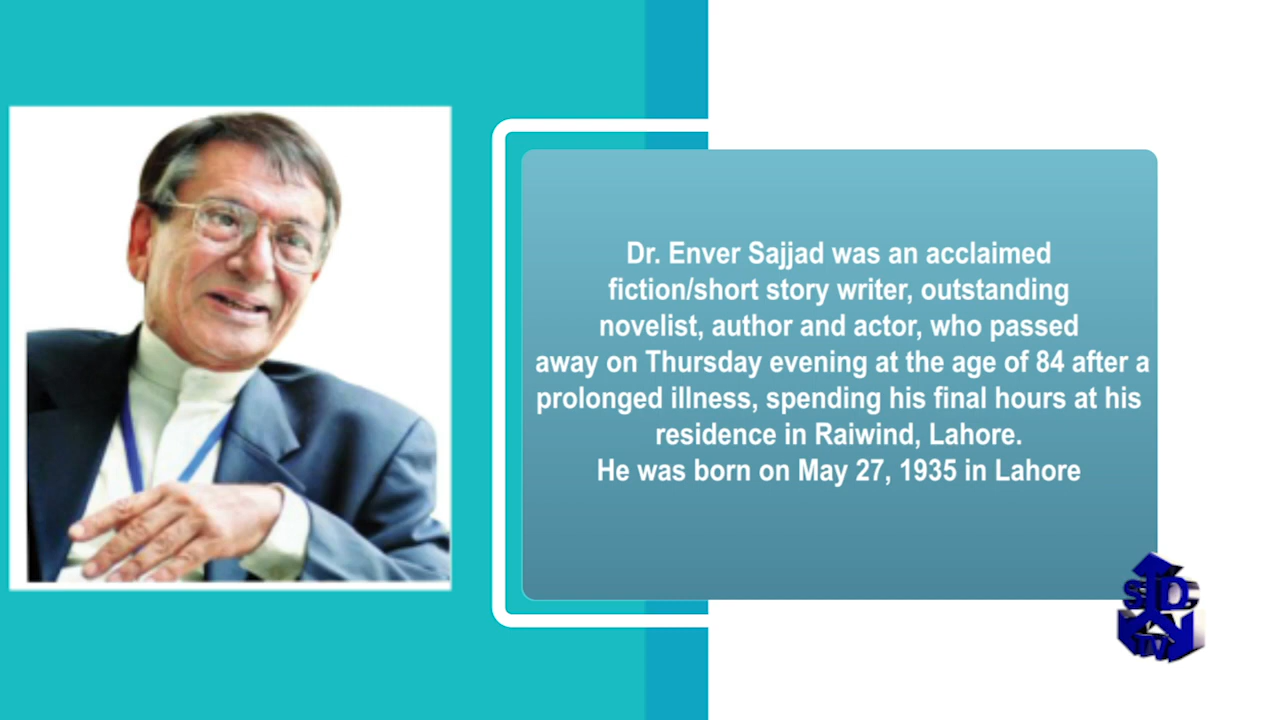 Dr. Enver Sajjad was an acclaimed
fiction/short story writer, outstanding
novelist, author and actor, who passed
away on Thursday evening at the age of 84 after a
prolonged illness, spending his final hours at his
residence in Raiwind, Lahore.
He was born on May 27, 1935 in Lahore
TV